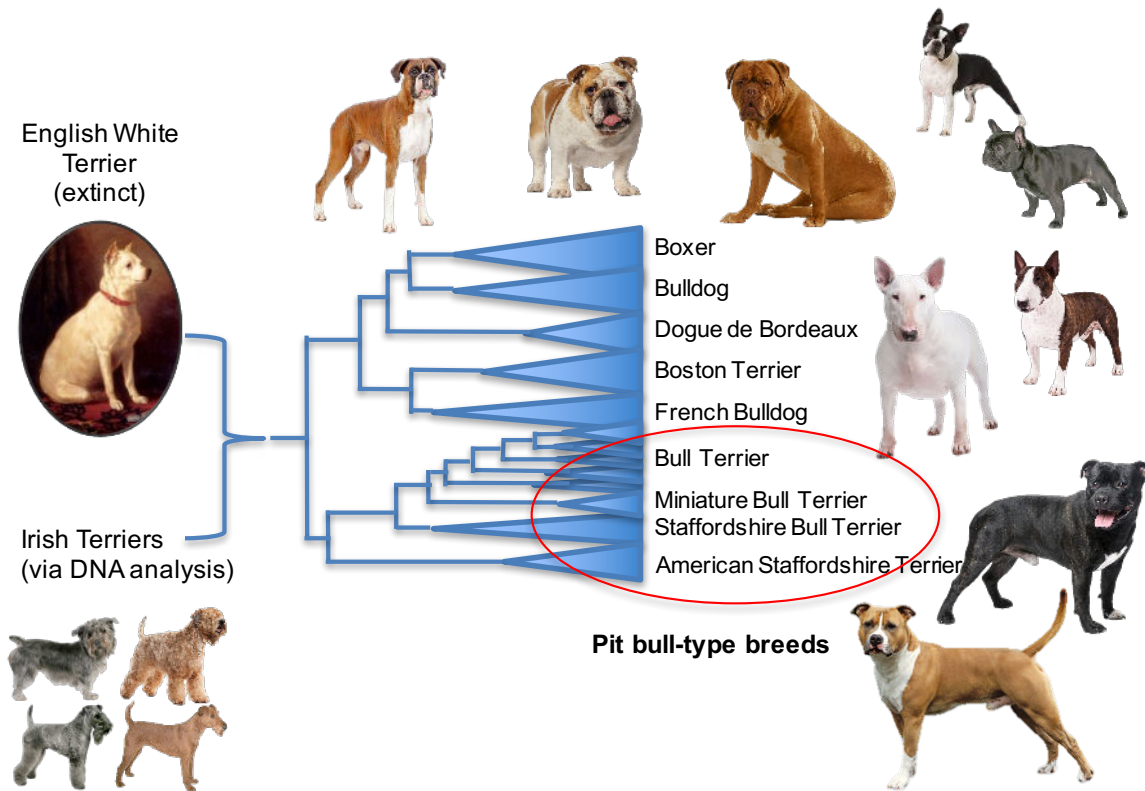 English White
Terrier
(extinct)
Boxer
Bulldog
Dogue de Bordeaux
Boston Terrier
French Bulldog
Bull Terrier
Miniature Bull Terrier
Staffordshire Bull Terrier
American Staffordshire Terrier
Irish Terriers
(via DNA analysis)
Pit bull-type breeds